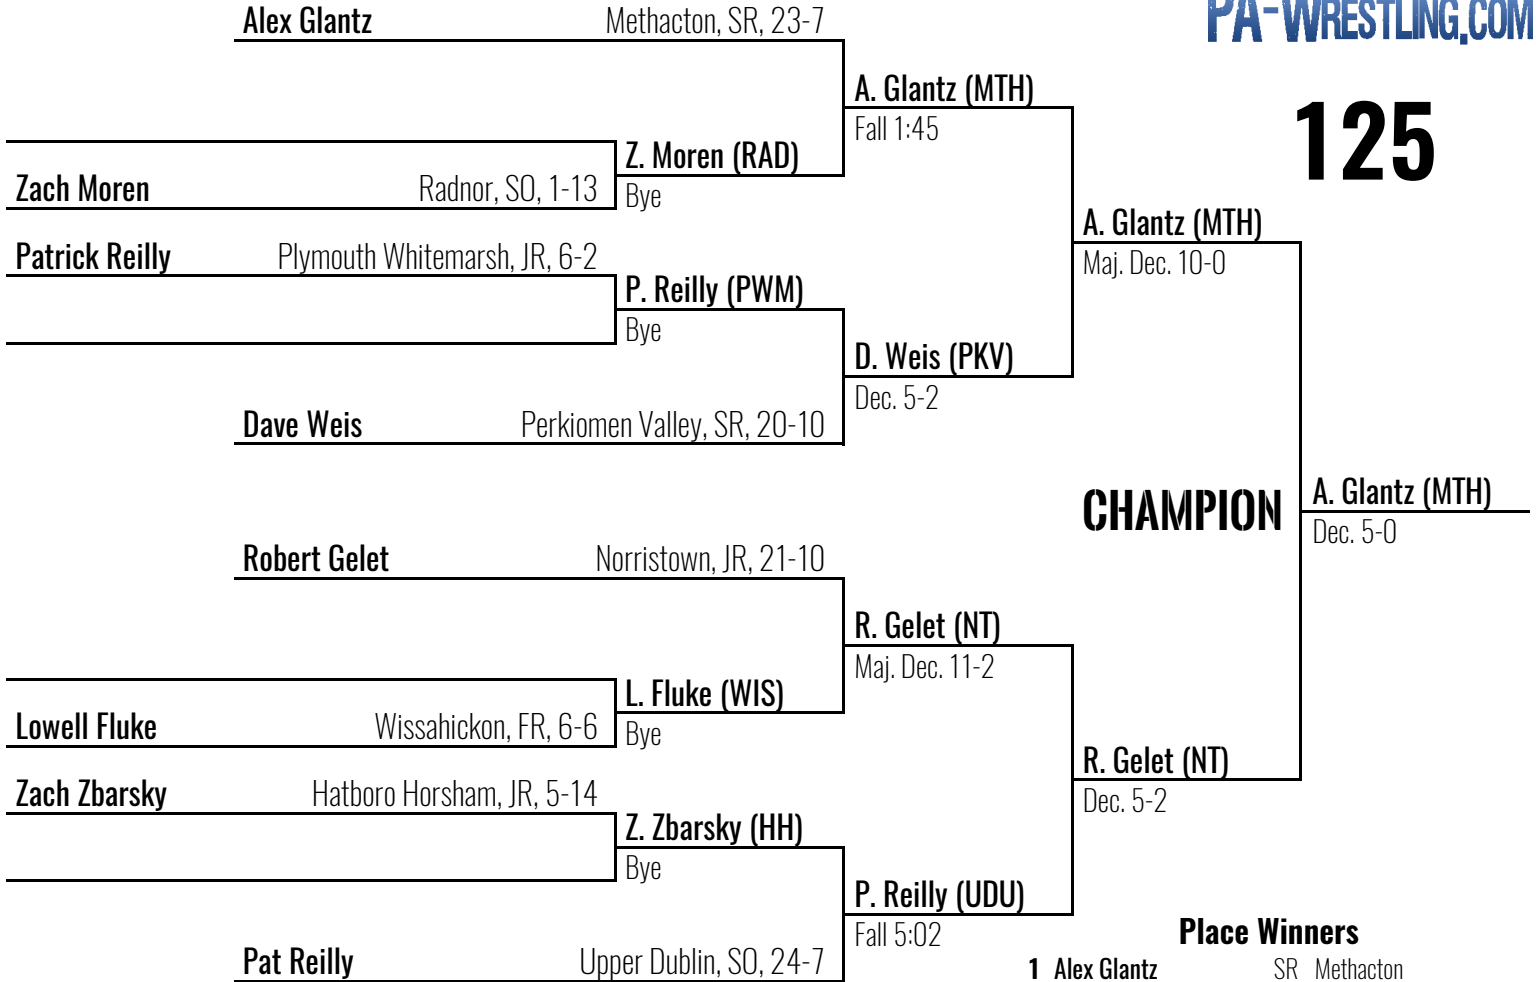 Alex Glantz Methacton, SR, 23-7
PA-WRESTLING.COM
A. Glantz (MTH)
Fall 1:45
125
Z. Moren (RAD)
Zach Moren Radnor, SO, 1-13
Bye
A. Glantz (MTH)
Maj. Dec. 10-0
Patrick Reilly Plymouth Whitemarsh, JR, 6-2
P. Reilly (PWM)
Bye
D. Weis (PKV)
Dec. 5-2
Dave Weis Perkiomen Valley, SR, 20-10
CHAMPION
A. Glantz (MTH)
Dec. 5-0
Robert Gelet Norristown, JR, 21-10
R. Gelet (NT)
Maj. Dec. 11-2
L. Fluke (WIS)
Lowell Fluke Wissahickon, FR, 6-6
Bye
R. Gelet (NT)
Dec. 5-2
Zach Zbarsky Hatboro Horsham, JR, 5-14
Z. Zbarsky (HH)
Bye
P. Reilly (UDU)
Fall 5:02
Pat Reilly Upper Dublin, SO, 24-7
Place Winners
1 Alex Glantz SR Methacton